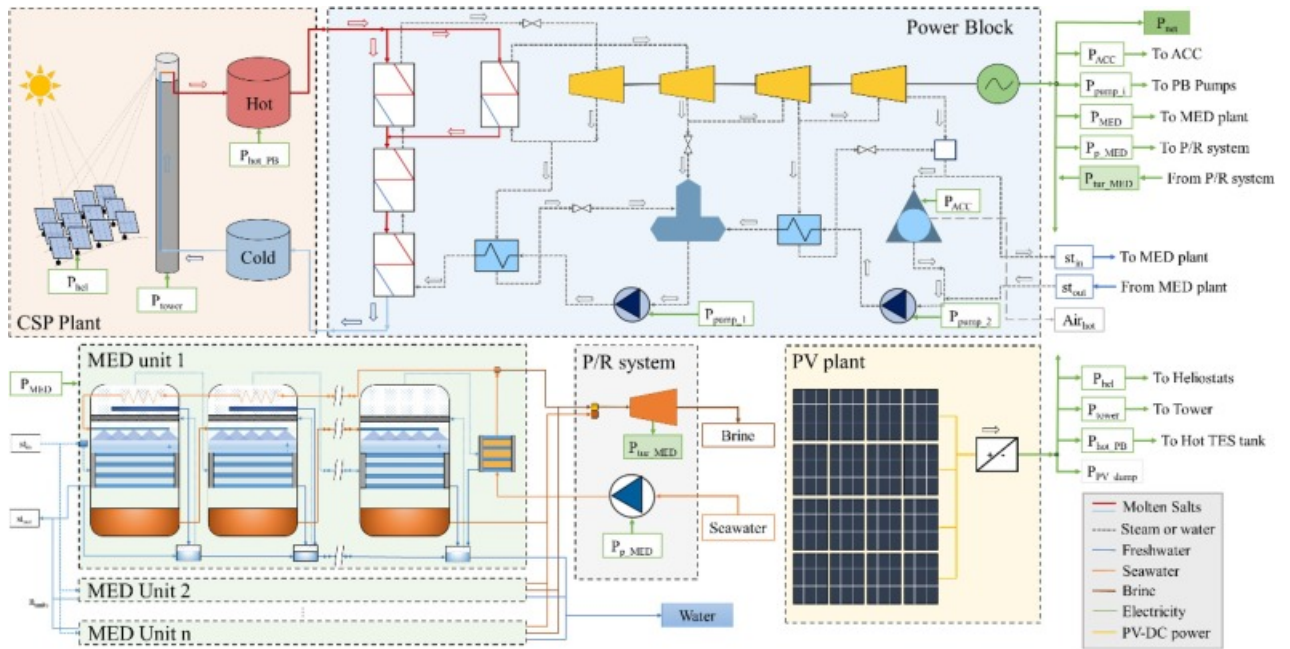 Power Block
P_net
P_ACC
To ACC
Hot
P_pump_i
To PB Pumps
P_MED
To MED plant
P_hot_PB
P_p_MED
To P/R system
P_tur_MED
From P/R system
P_ACC
Cold
st_in
To MED plant
P_hel
st_out
From MED plant
P_tower
P_pump_1
P_pump_2
Air_hot
CSP Plant
MED unit 1
P/R system
PV plant
P_MED
P_hel
To Heliostats
P_tower
To Tower
st_in
Brine
P_hot_PB
To Hot TES tank
P_tur_MED
P_PV_dump
st_out
Seawater
Molten Salts
Steam or water
P_p_MED
Freshwater
Seawater
MED Unit 2
Brine
Water
Electricity
MED Unit n
PV-DC power